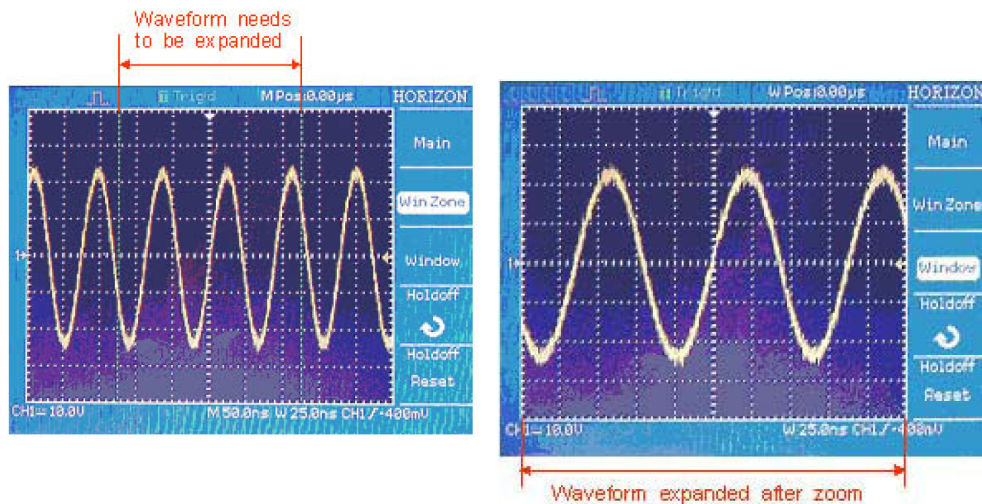 Waveform needs
to be expanded
Trig'd M Pos:0.00µs HORIZON
Main
Win Zone
Window
Holdoff
Holdoff
Reset
1
CH1 10.0V M 50.0ns W 25.0ns CH1 -400mV
Trig'd W Pos:0.00µs HORIZON
Main
Win Zone
Window
Holdoff
Holdoff
Reset
1
CH1 10.0V W 25.0ns CH1 -400mV
Waveform expanded after zoom